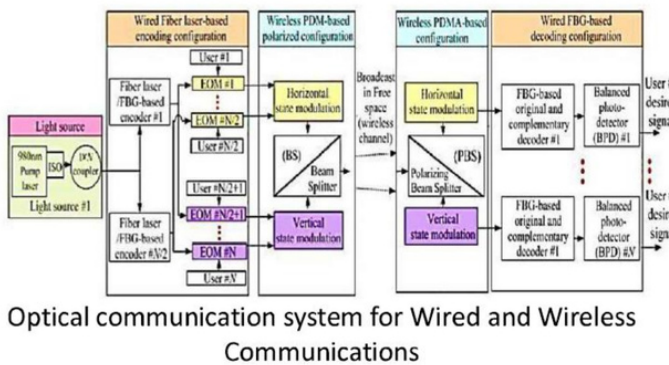 Wired Fiber laser-based
encoding configuration
Wireless PDM-based
polarized configuration
Wireless PDMA-based
configuration
Wired FBG-based
decoding configuration
Light source
980nm
Pump
laser
ISO
coupler
Light source #1
Fiber laser
/FBG-based
encoder #1
Fiber laser
/FBG-based
encoder #N/2
User #1
EOM #1
EOM #N/2
User #N/2
User #N/2+1
EOM #N/2+1
EOM #N
User #N
Horizontal
state modulation
(BS)
Beam
Splitter
Vertical
state modulation
Broadcast
in Free
space
(wireless
channel)
Horizontal
state modulation
(PBS)
Polarizing
Beam Splitter
Vertical
state modulation
FBG-based
original and
complementary
decoder #1
Balanced
photo-
detector
(BPD) #1
User
desir
signa
FBG-based
original and
complementary
decoder #1
Balanced
photo-
detector
(BPD) #N
User
desir
signa
Optical communication system for Wired and Wireless
Communications